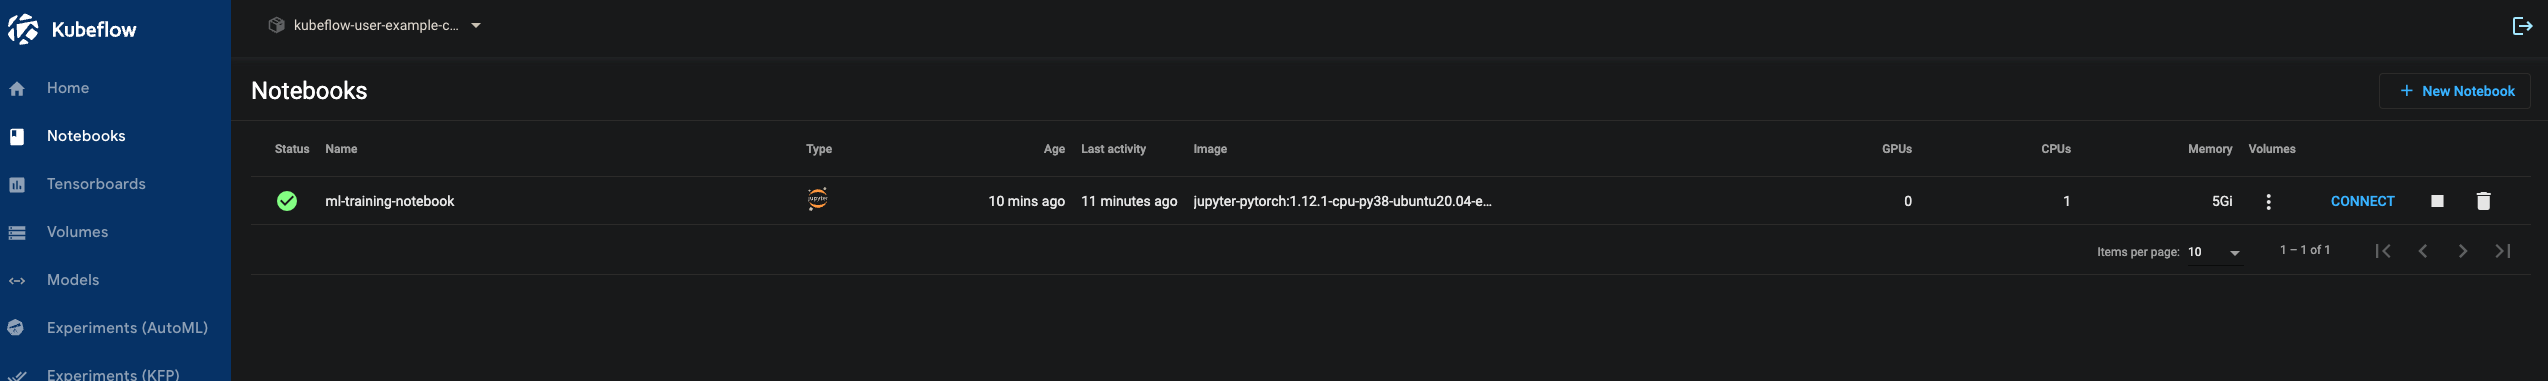 Kubeflow
kubeflow-user-example-c...
Home
Notebooks
Tensorboards
Volumes
Models
Experiments (AutoML)
Experiments (KFP)
Notebooks
New Notebook
Status Name Type Age Last activity Image GPUs CPUs Memory Volumes
ml-training-notebook jupyter 10 mins ago 11 minutes ago jupyter-pytorch:1.12.1-cpu-py38-ubuntu20.04-e... 0 1 5Gi CONNECT
Items per page: 10 1 – 1 of 1